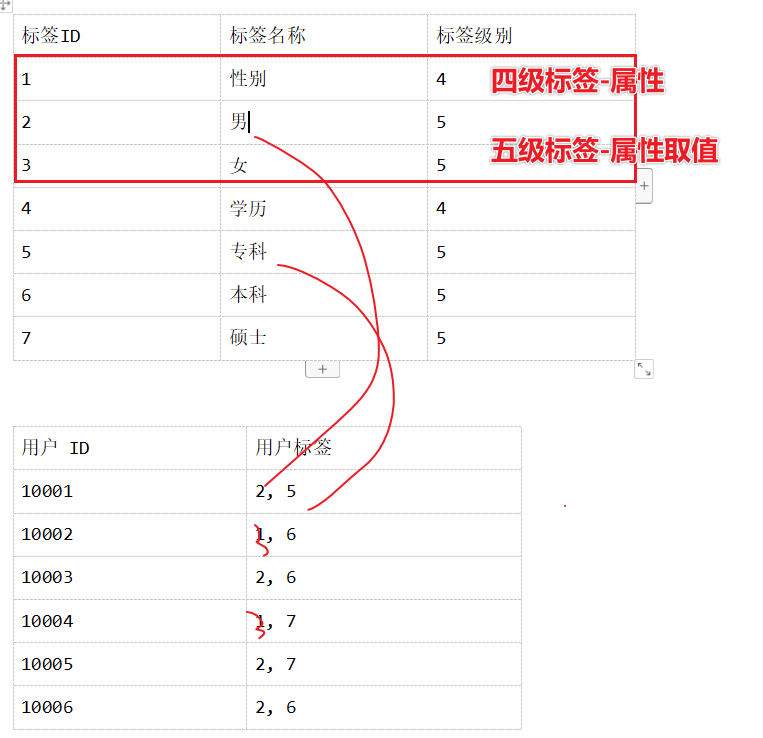 标签ID 标签名称 标签级别
1 性别 4 四级标签-属性
2 男 5
五级标签-属性取值
3 女 5
4 学历 4
5 专科 5
6 本科 5
7 硕士 5
用户 ID 用户标签
10001 2, 5
10002 1, 6
10003 2, 6
10004 1, 7
10005 2, 7
10006 2, 6